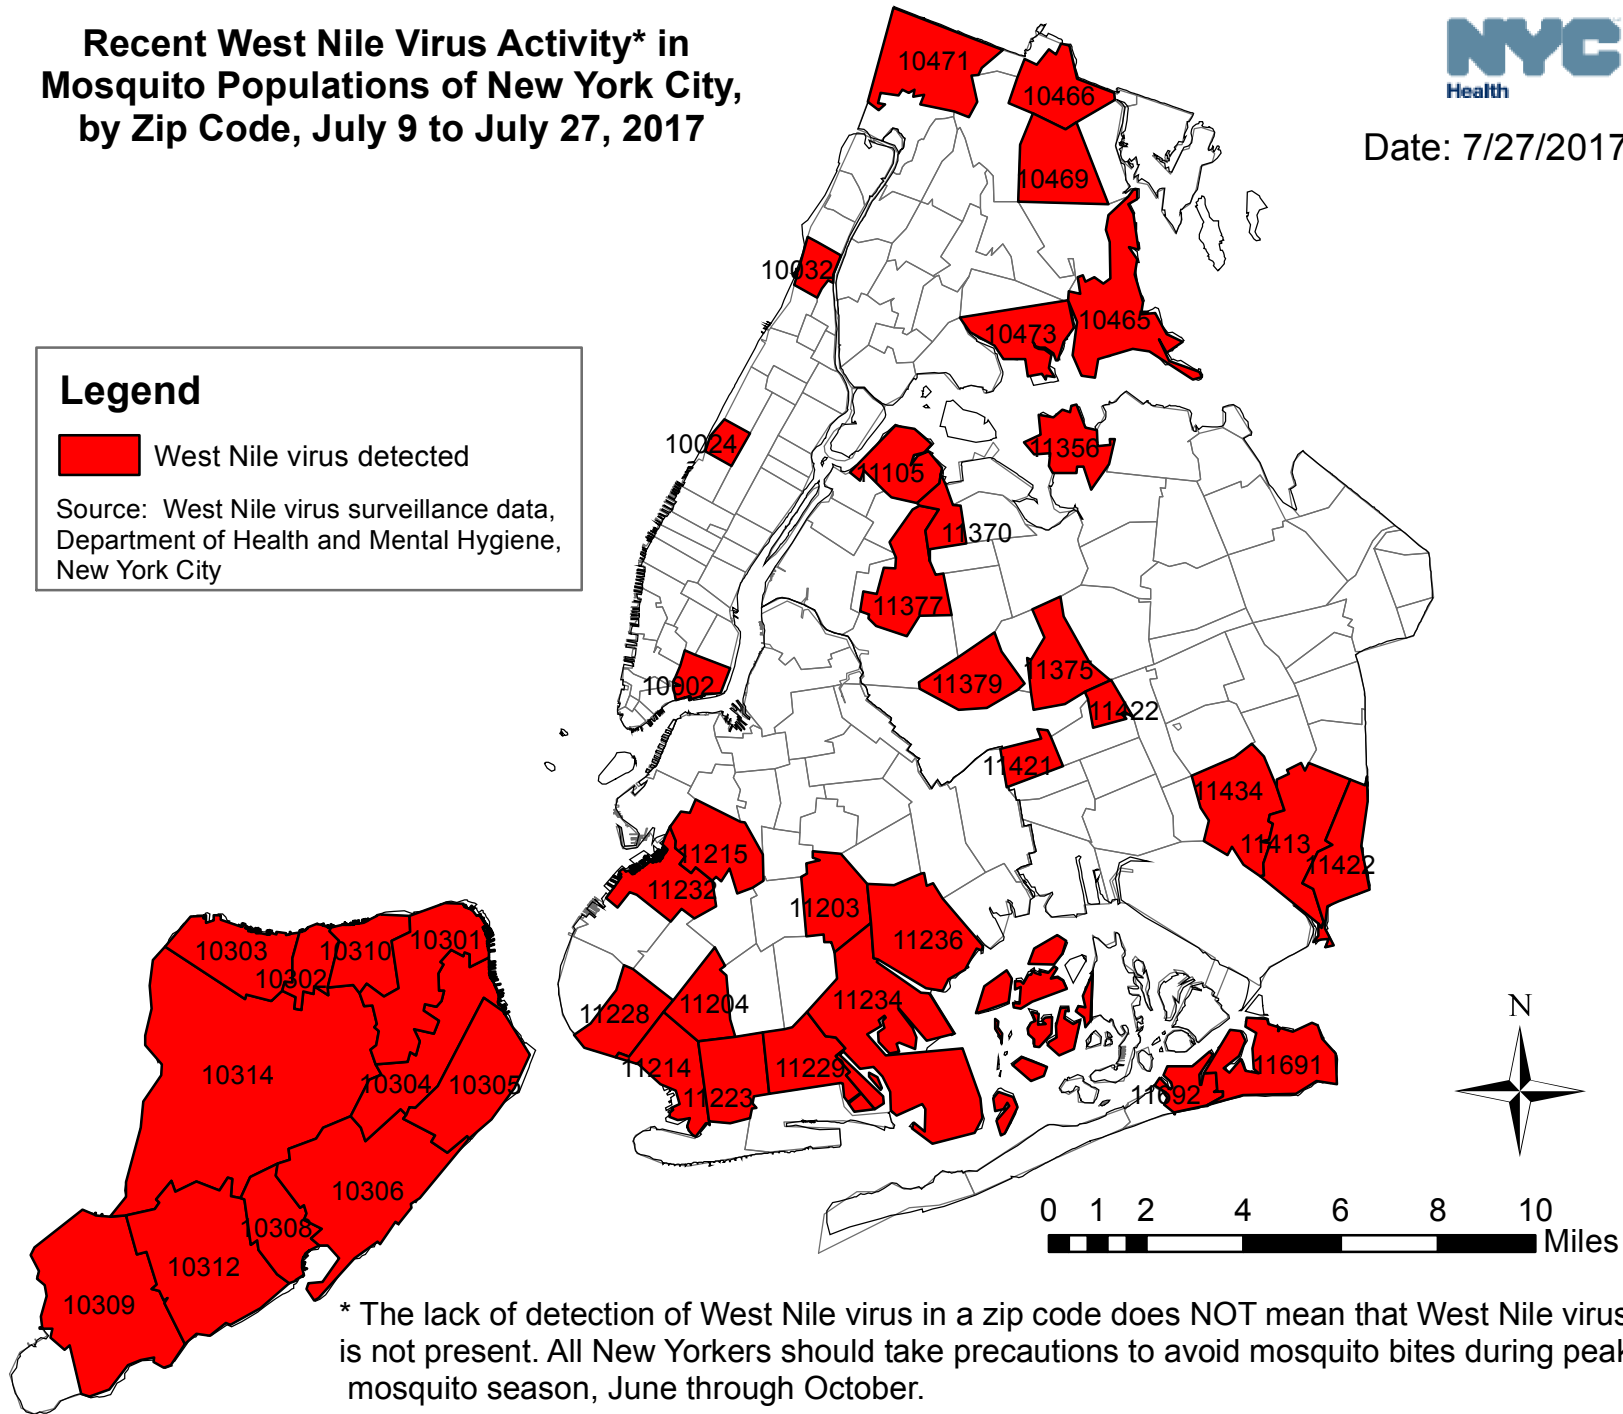 Recent West Nile Virus Activity* in
Mosquito Populations of New York City,
by Zip Code, July 9 to July 27, 2017
NYC
Health
Date: 7/27/2017
Legend
West Nile virus detected
Source:  West Nile virus surveillance data,
Department of Health and Mental Hygiene,
New York City
10471
10466
10469
10032
10465
10473
10024
11356
11105
11370
11377
10002
11379
11375
11422
11421
11434
11413
11422
11215
11232
11203
11236
11234
11204
11228
11214
11229
11223
11691
11692
10303
10302
10310
10301
10314
10304
10305
10306
10308
10312
10309
N
0 1 2 4 6 8 10
Miles
* The lack of detection of West Nile virus in a zip code does NOT mean that West Nile virus
is not present. All New Yorkers should take precautions to avoid mosquito bites during peak
mosquito season, June through October.